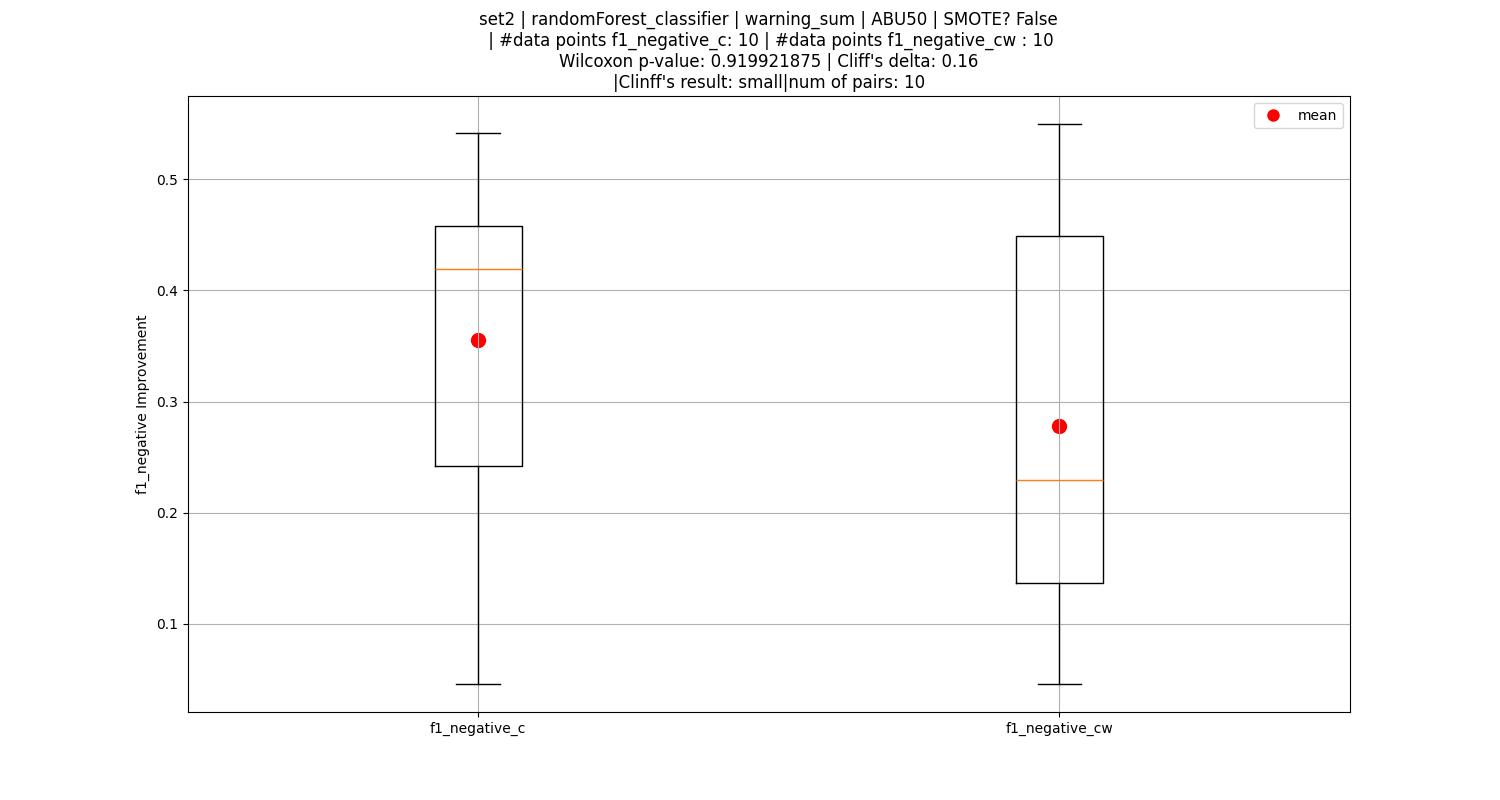 set2 | randomForest_classifier | warning_sum | ABU50 | SMOTE? False
| #data points f1_negative_c: 10 | #data points f1_negative_cw : 10
Wilcoxon p-value: 0.919921875 | Cliff's delta: 0.16
|Clinff's result: small|num of pairs: 10
mean
f1_negative Improvement
0.5
0.4
0.3
0.2
0.1
f1_negative_c
f1_negative_cw